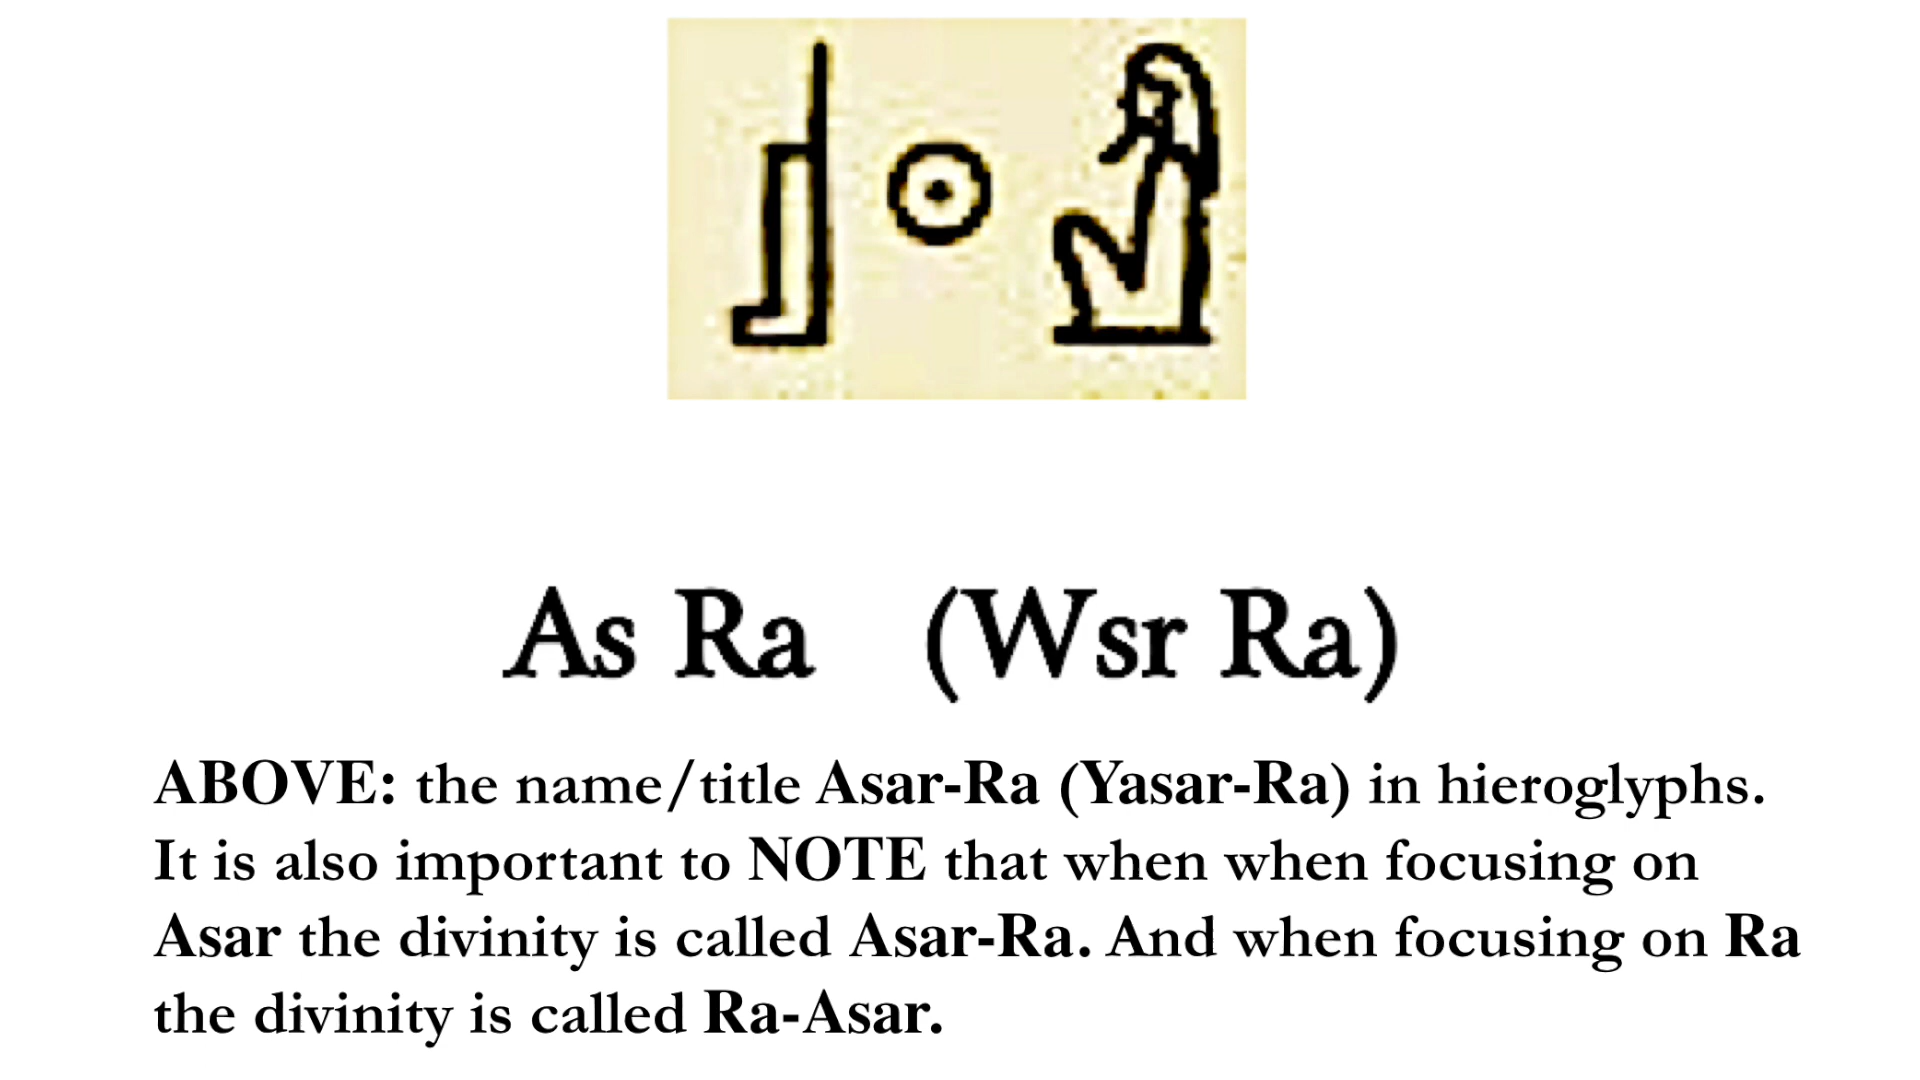 𓊨𓇳𓀭
As Ra (Wsr Ra)
ABOVE: the name/title Asar-Ra (Yasar-Ra) in hieroglyphs.
It is also important to NOTE that when when focusing on
Asar the divinity is called Asar-Ra. And when focusing on Ra
the divinity is called Ra-Asar.